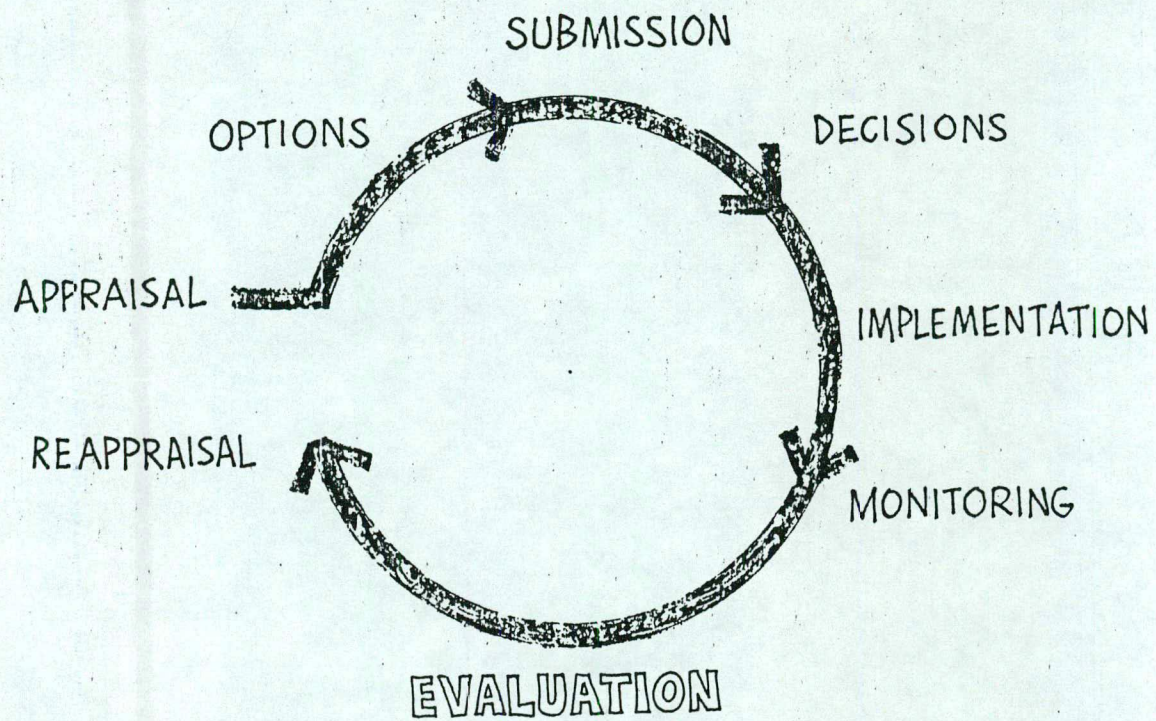 SUBMISSION
OPTIONS
DECISIONS
APPRAISAL
IMPLEMENTATION
REAPPRAISAL
MONITORING
EVALUATION